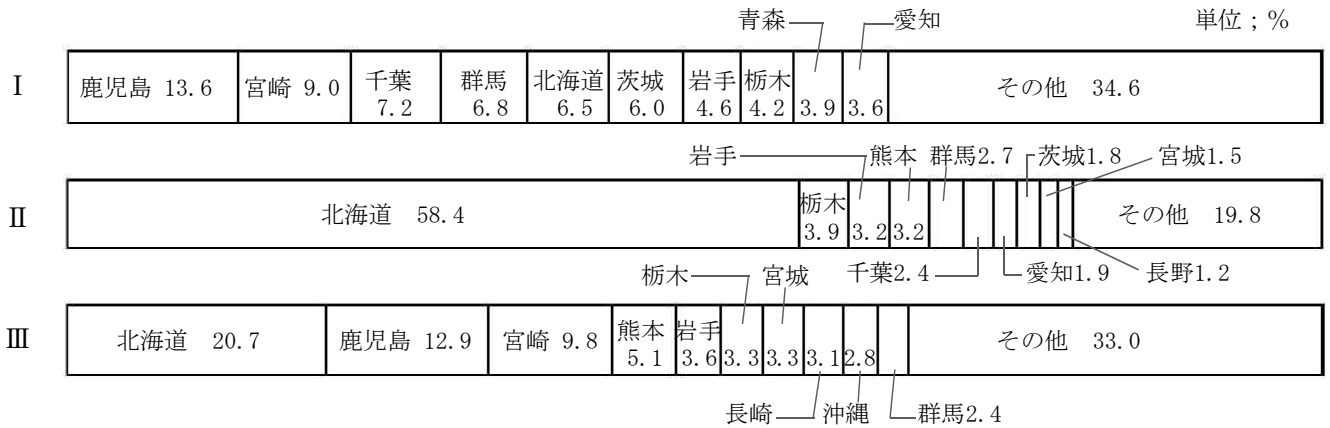 単位；%
青森 愛知
Ⅰ 鹿児島 13.6 宮崎 9.0 千葉 7.2 群馬 6.8 北海道 6.5 茨城 6.0 岩手 4.6 栃木 4.2 3.9 3.6 その他 34.6
岩手 熊本 群馬2.7 茨城1.8 宮城1.5
Ⅱ 北海道 58.4 栃木 3.9 3.2 3.2 その他 19.8
千葉2.4 愛知1.9 長野1.2
栃木 宮城
Ⅲ 北海道 20.7 鹿児島 12.9 宮崎 9.8 熊本 5.1 岩手 3.6 3.3 3.3 3.1 2.8 その他 33.0
長崎 沖縄 群馬2.4